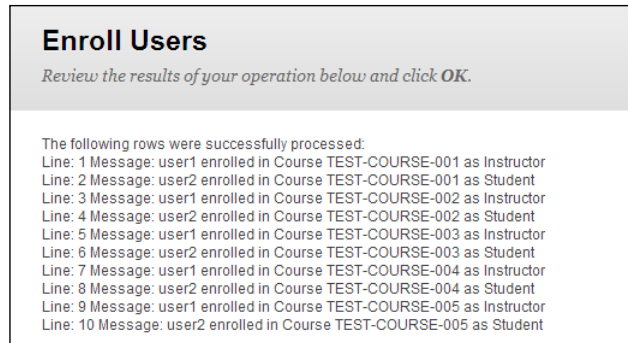 Enroll Users
Review the results of your operation below and click OK.
The following rows were successfully processed:
Line: 1 Message: user1 enrolled in Course TEST-COURSE-001 as Instructor
Line: 2 Message: user2 enrolled in Course TEST-COURSE-001 as Student
Line: 3 Message: user1 enrolled in Course TEST-COURSE-002 as Instructor
Line: 4 Message: user2 enrolled in Course TEST-COURSE-002 as Student
Line: 5 Message: user1 enrolled in Course TEST-COURSE-003 as Instructor
Line: 6 Message: user2 enrolled in Course TEST-COURSE-003 as Student
Line: 7 Message: user1 enrolled in Course TEST-COURSE-004 as Instructor
Line: 8 Message: user2 enrolled in Course TEST-COURSE-004 as Student
Line: 9 Message: user1 enrolled in Course TEST-COURSE-005 as Instructor
Line: 10 Message: user2 enrolled in Course TEST-COURSE-005 as Student